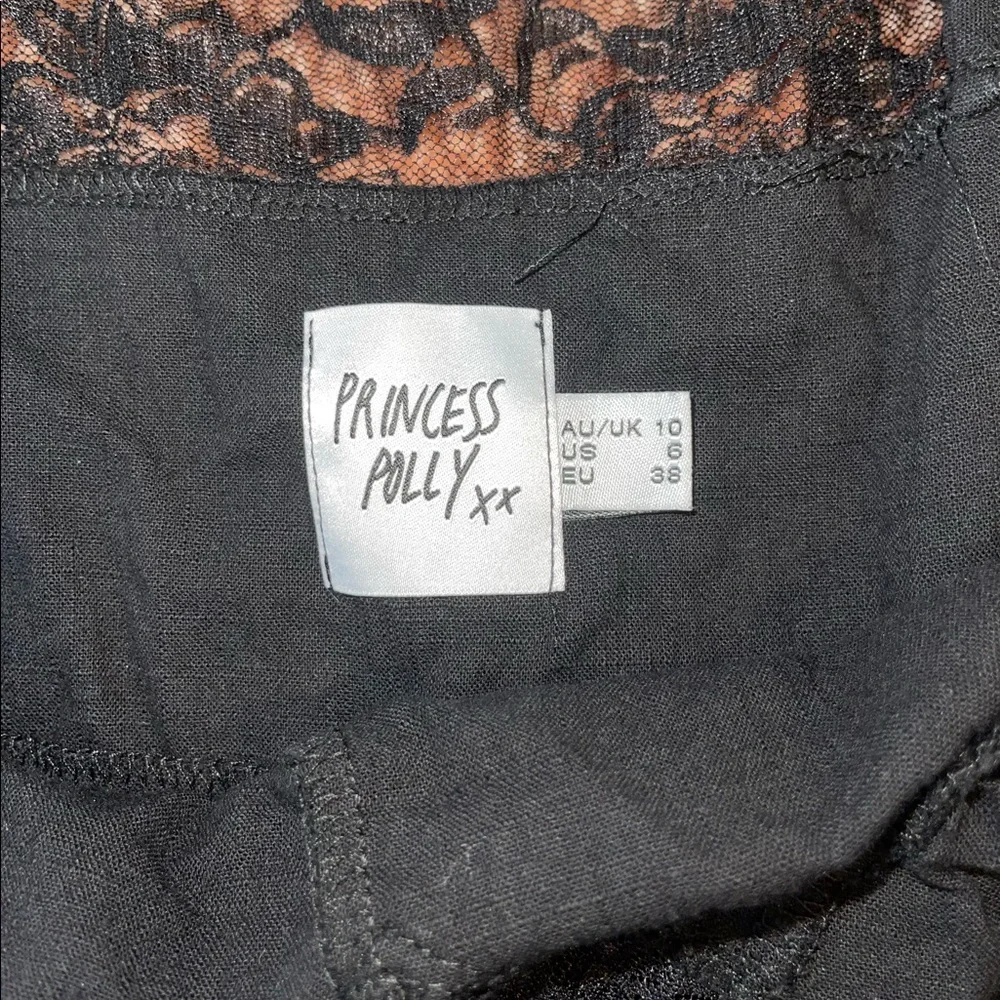 PRINCESS
POLLY xx
AU/UK 10
US 6
EU 38